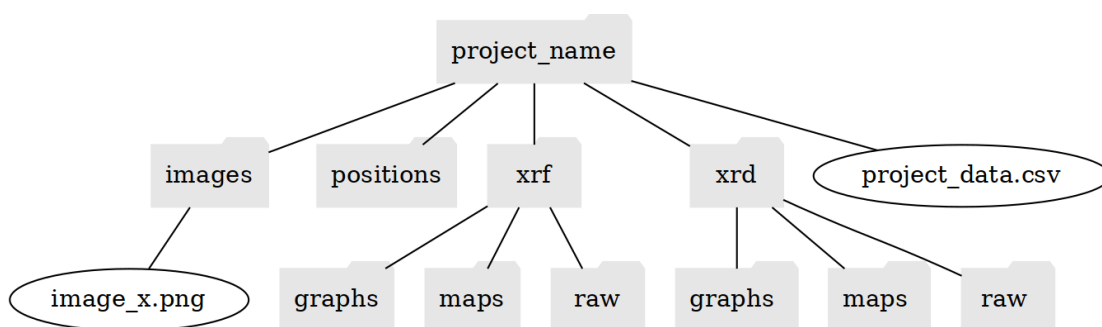 project_name
images
positions
xrf
xrd
project_data.csv
image_x.png
graphs
maps
raw
graphs
maps
raw